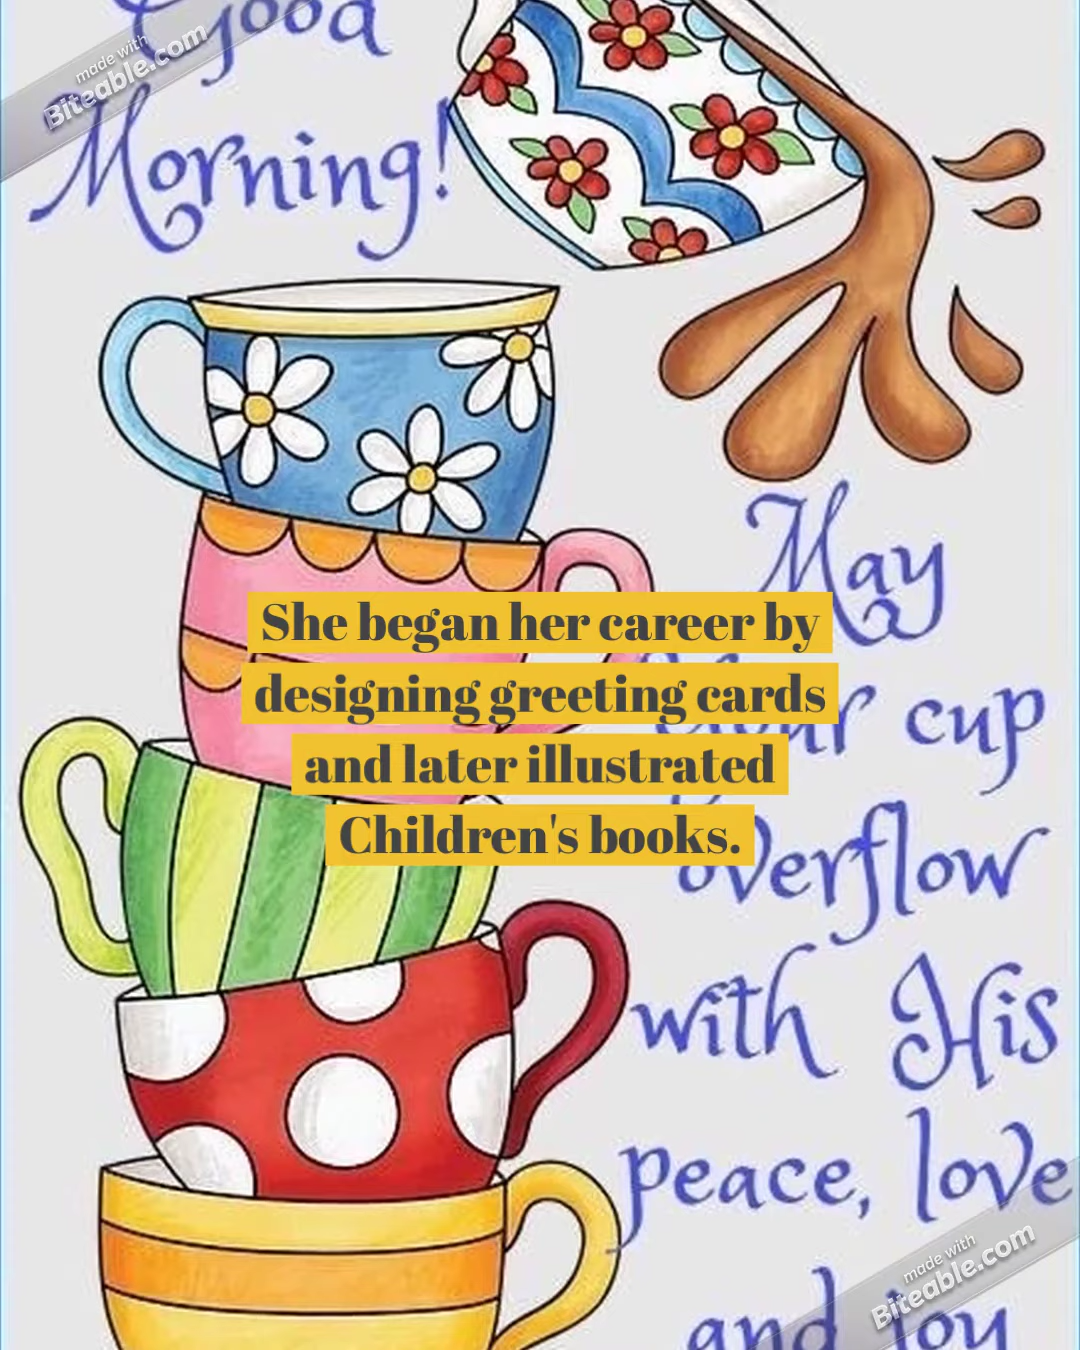 Good
Morning!
made with
Biteable.com
May
cup
She began her career by
designing greeting cards
and later illustrated
Children's books.
overflow
with His
peace, love
and joy
made with
Biteable.com